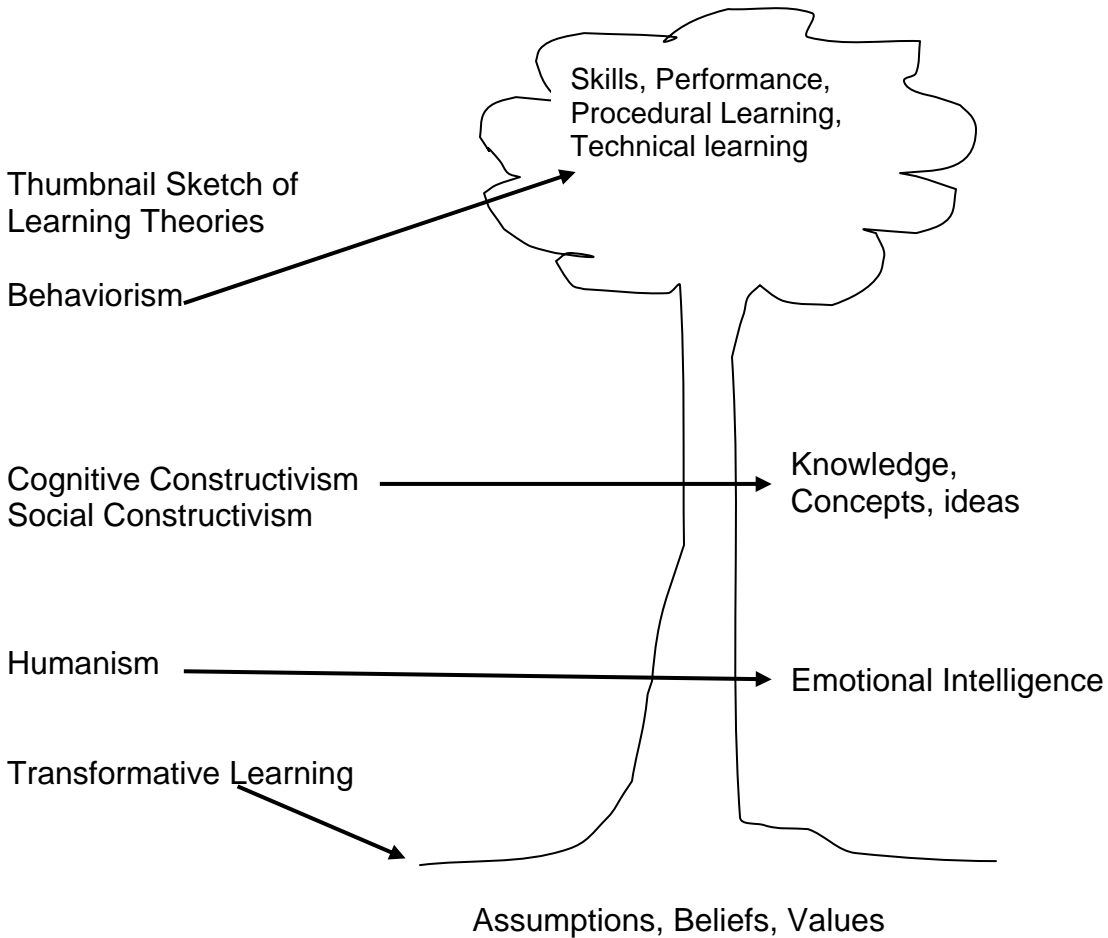 Skills, Performance,
Procedural Learning,
Technical learning
Thumbnail Sketch of
Learning Theories
Behaviorism
Cognitive Constructivism
Social Constructivism
Knowledge,
Concepts, ideas
Humanism
Emotional Intelligence
Transformative Learning
Assumptions, Beliefs, Values